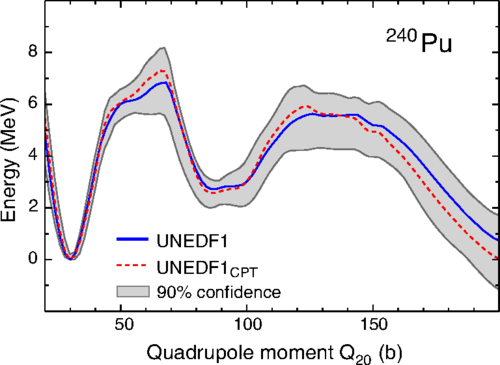 ²⁴⁰Pu
8
6
4
2
0
Energy (MeV)
UNEDF1
UNEDF1CPT
90% confidence
50
100
150
Quadrupole moment Q₂₀ (b)